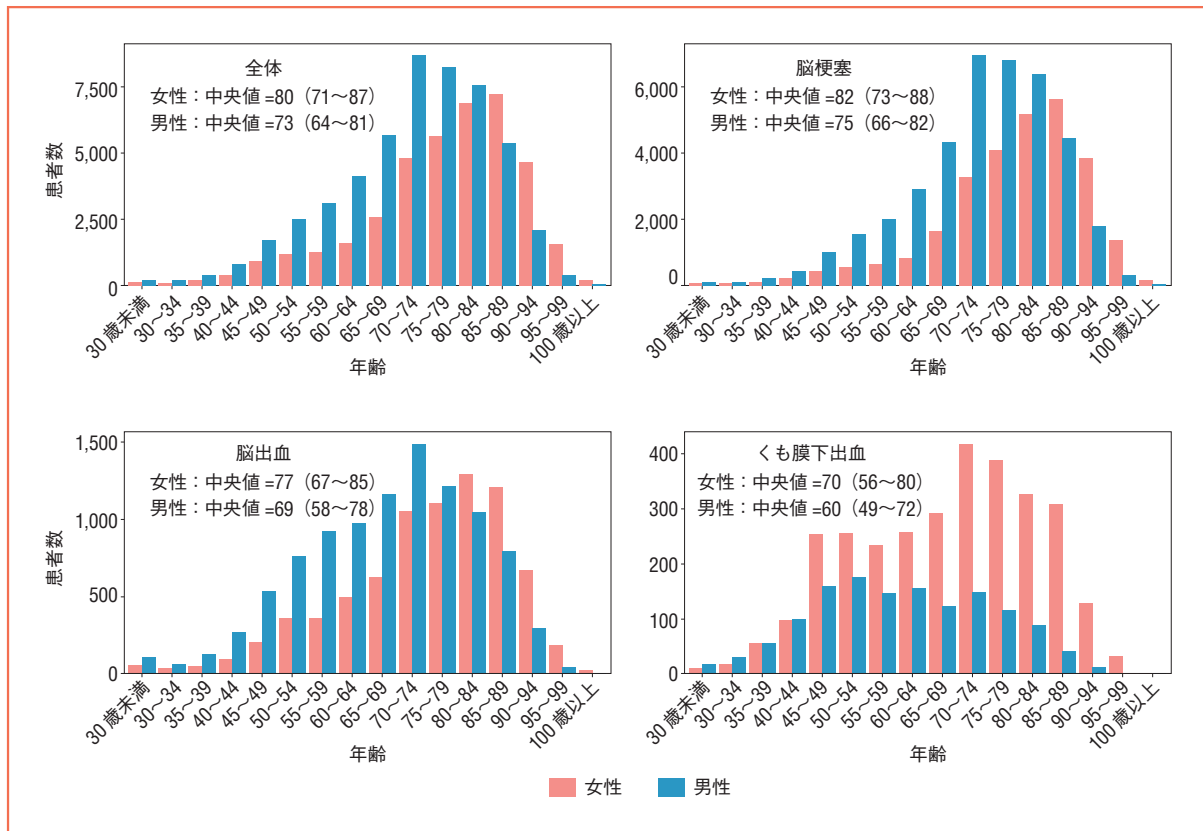 全体
女性：中央値 =80（71～87）
男性：中央値 =73（64～81）
患者数
7,500
5,000
2,500
0
30 歳未満
30～34
35～39
40～44
45～49
50～54
55～59
60～64
65～69
70～74
75～79
80～84
85～89
90～94
95～99
100 歳以上
年齢
脳梗塞
女性：中央値 =82（73～88）
男性：中央値 =75（66～82）
6,000
4,000
2,000
0
30 歳未満
30～34
35～39
40～44
45～49
50～54
55～59
60～64
65～69
70～74
75～79
80～84
85～89
90～94
95～99
100 歳以上
年齢
脳出血
女性：中央値 =77（67～85）
男性：中央値 =69（58～78）
患者数
1,500
1,000
500
0
30 歳未満
30～34
35～39
40～44
45～49
50～54
55～59
60～64
65～69
70～74
75～79
80～84
85～89
90～94
95～99
100 歳以上
年齢
くも膜下出血
女性：中央値 =70（56～80）
男性：中央値 =60（49～72）
400
300
200
100
0
30 歳未満
30～34
35～39
40～44
45～49
50～54
55～59
60～64
65～69
70～74
75～79
80～84
85～89
90～94
95～99
100 歳以上
年齢
女性
男性